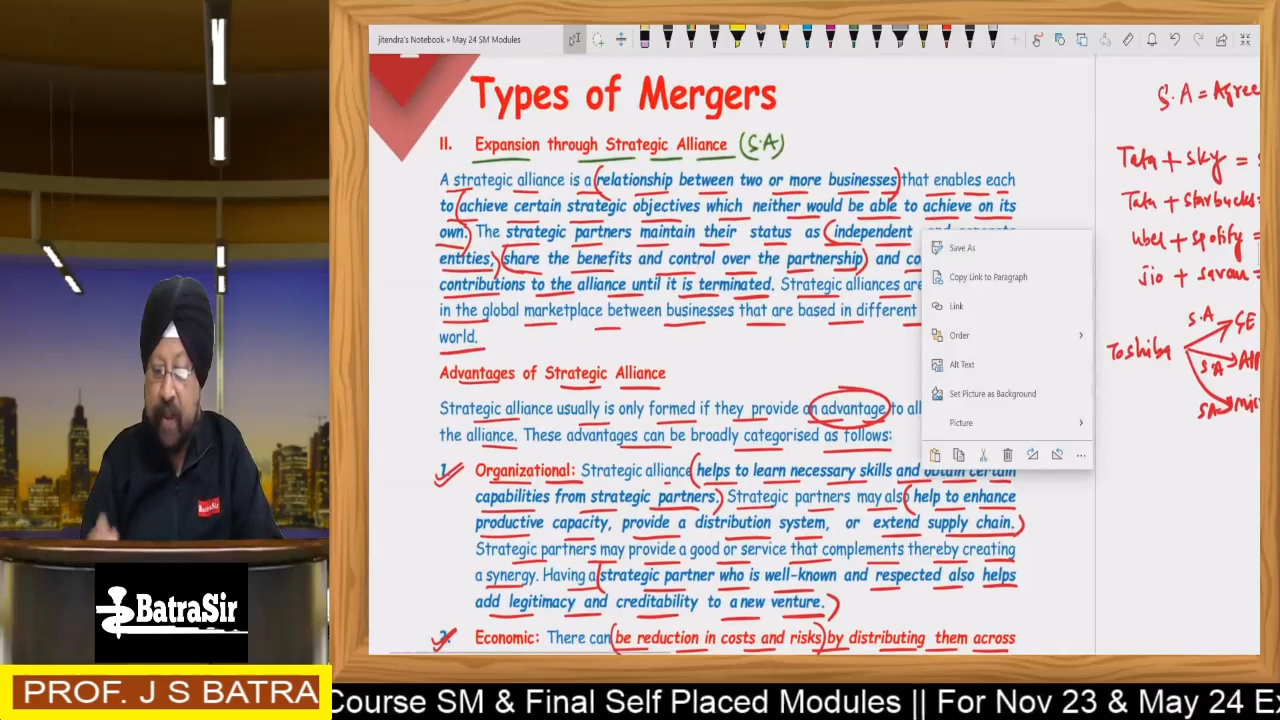 jitendra's Notebook » May 24 SM Modules
Types of Mergers
II. Expansion through Strategic Alliance (S.A)
A strategic alliance is a (relationship between two or more businesses) that enables each
to (achieve certain strategic objectives which neither would be able to achieve on its
own.) The strategic partners maintain their status as (independent and separate
entities,) (share the benefits and control over the partnership) and co
contributions to the alliance until it is terminated. Strategic alliances are
in the global marketplace between businesses that are based in different
world.
Advantages of Strategic Alliance
Strategic alliance usually is only formed if they provide an advantage to al
the alliance. These advantages can be broadly categorised as follows:
1. Organizational: Strategic alliance (helps to learn necessary skills and obtain certain
capabilities from strategic partners.) Strategic partners may also (help to enhance
productive capacity, provide a distribution system, or extend supply chain.)
Strategic partners may provide a good or service that complements thereby creating
a synergy. Having a (strategic partner who is well-known and respected also helps
add legitimacy and creditability to a new venture.)
2. Economic: There can (be reduction in costs and risks) by distributing them across
Save As
Copy Link to Paragraph
Link
Order
Alt Text
Set Picture as Background
Picture
S.A = Agree
Tata + Sky =
Tata + Starbucks =
Uber + Spotify =
Jio + Saavn =
Toshiba
S.A GE
S.A
SA
BatraSir
BatraSir
PROF. J S BATRA
Course SM & Final Self Placed Modules || For Nov 23 & May 24 Ex